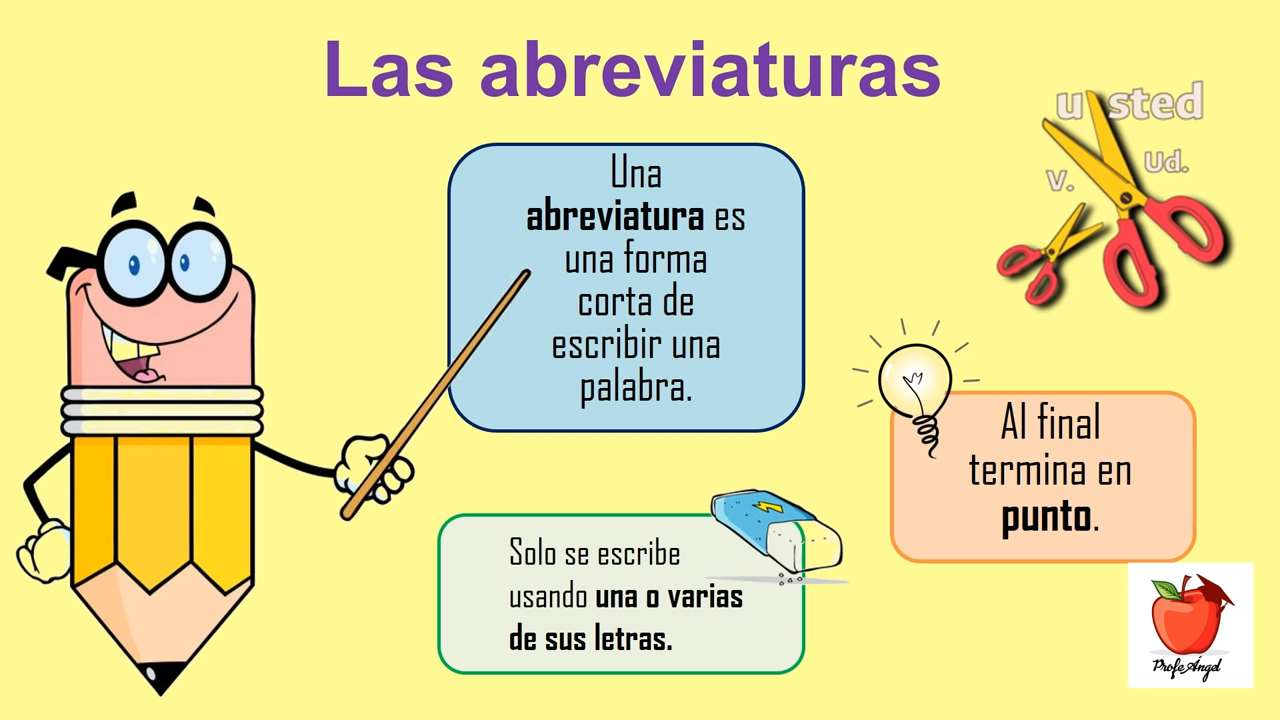 Las abreviaturas
u sted
V.
Ud.
Una
abreviatura es
una forma
corta de
escribir una
palabra.
Al final
termina en
punto.
Solo se escribe
usando una o varias
de sus letras.
Profe Ángel